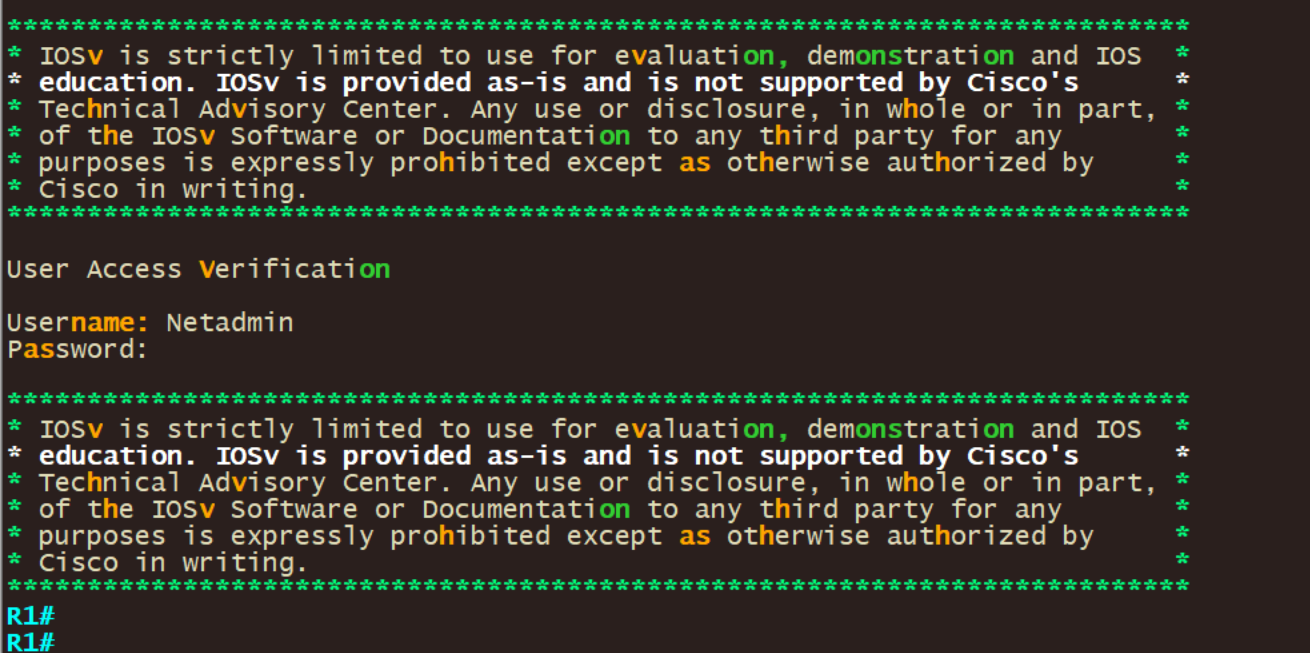 **************************************************************************
* IOSv is strictly limited to use for evaluation, demonstration and IOS  *
* education. IOSv is provided as-is and is not supported by Cisco's      *
* Technical Advisory Center. Any use or disclosure, in whole or in part, *
* of the IOSv Software or Documentation to any third party for any       *
* purposes is expressly prohibited except as otherwise authorized by     *
* Cisco in writing.                                                      *
**************************************************************************
User Access Verification
Username: Netadmin
Password:
**************************************************************************
* IOSv is strictly limited to use for evaluation, demonstration and IOS  *
* education. IOSv is provided as-is and is not supported by Cisco's      *
* Technical Advisory Center. Any use or disclosure, in whole or in part, *
* of the IOSv Software or Documentation to any third party for any       *
* purposes is expressly prohibited except as otherwise authorized by     *
* Cisco in writing.                                                      *
**************************************************************************
R1#
R1#